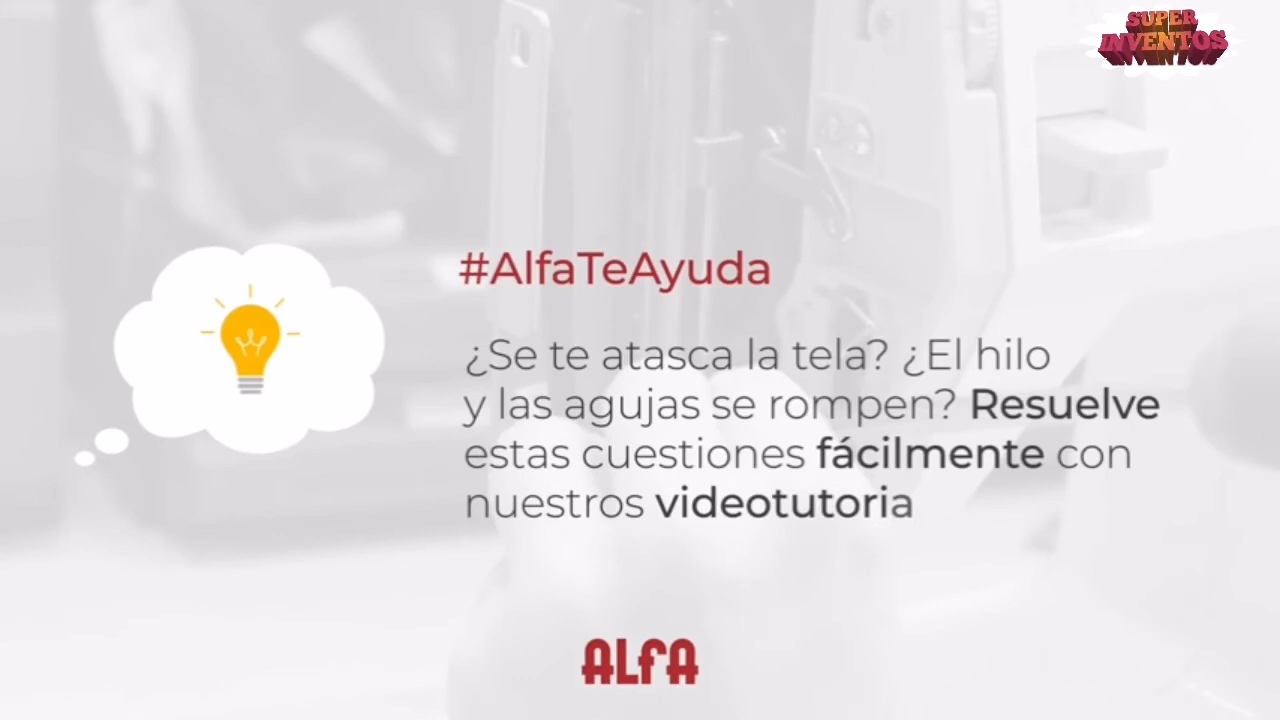 SUPER
INVENTOS
#AlfaTeAyuda
¿Se te atasca la tela? ¿El hilo
y las agujas se rompen? Resuelve
estas cuestiones fácilmente con
nuestros videotutoria
ALFA